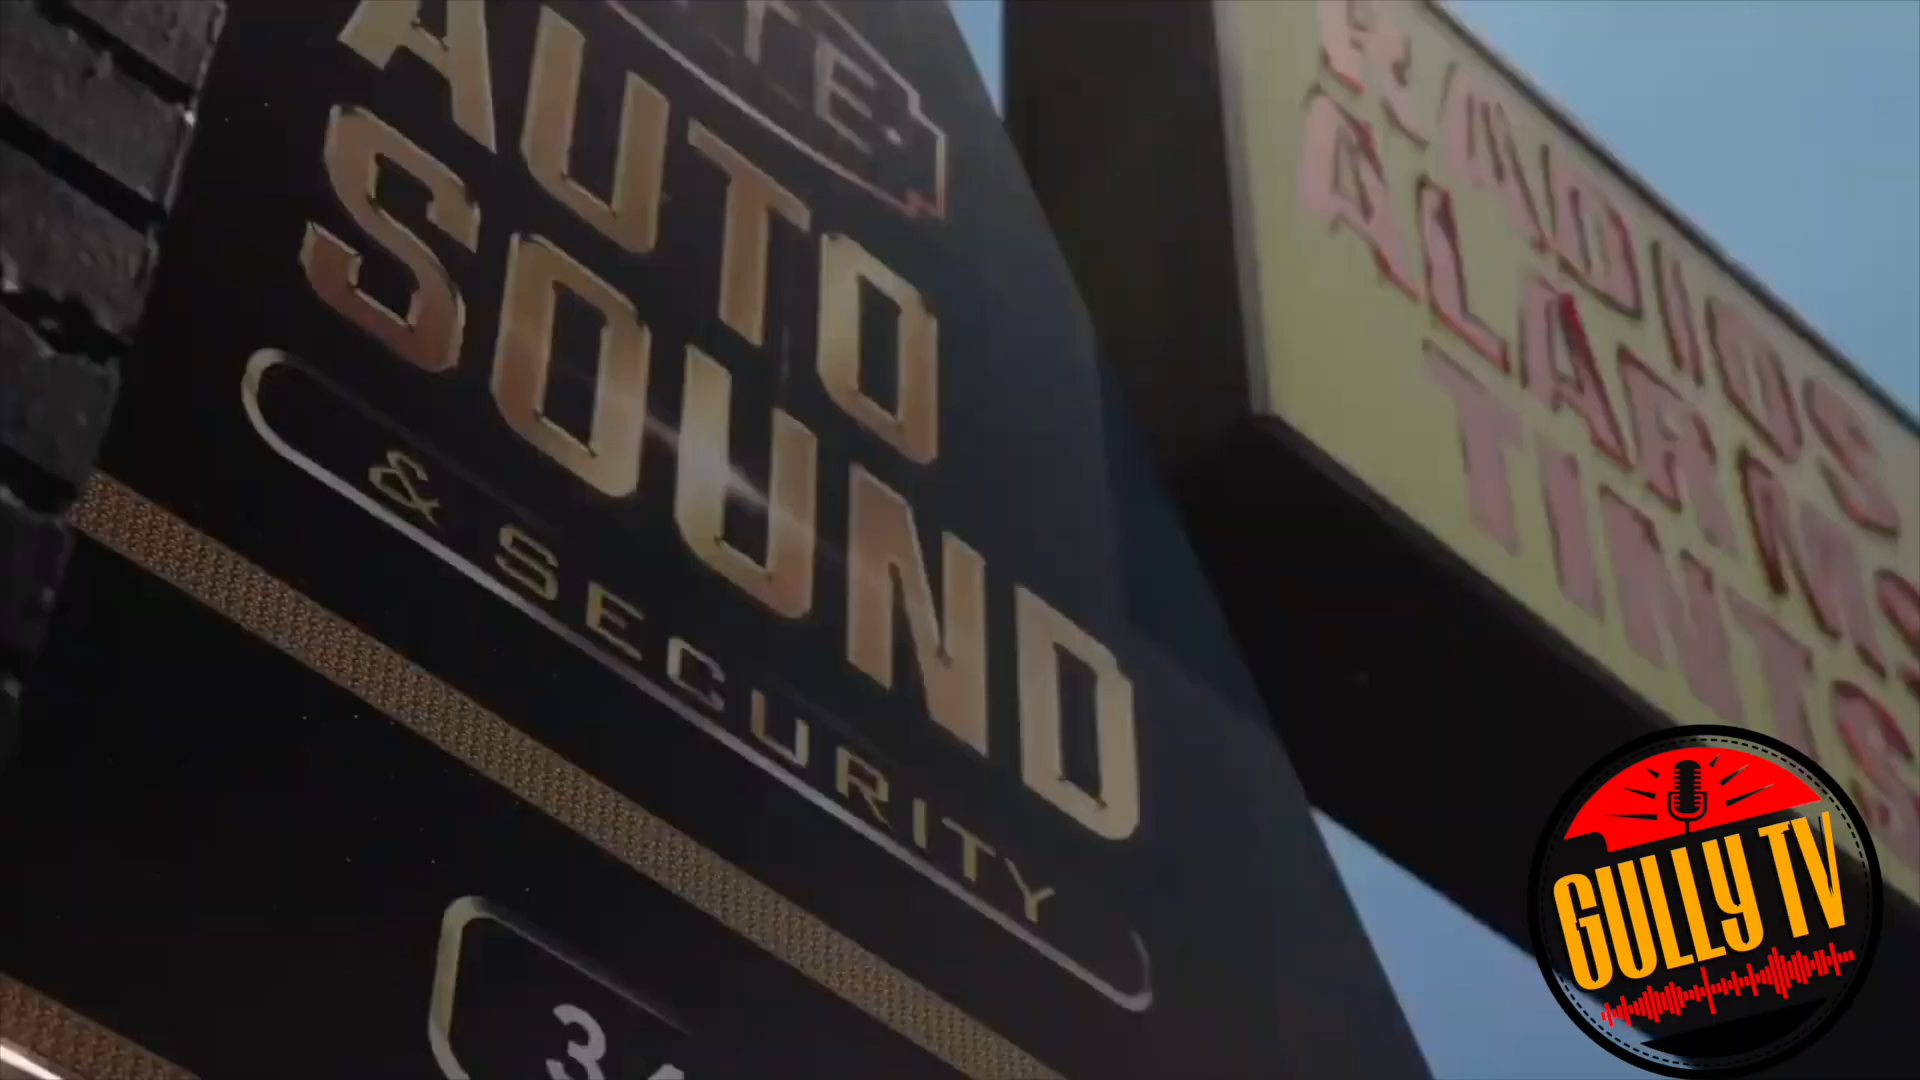 AUTO
SOUND
& SECURITY
RADIOS
ALARMS
TINTS
GULLY TV